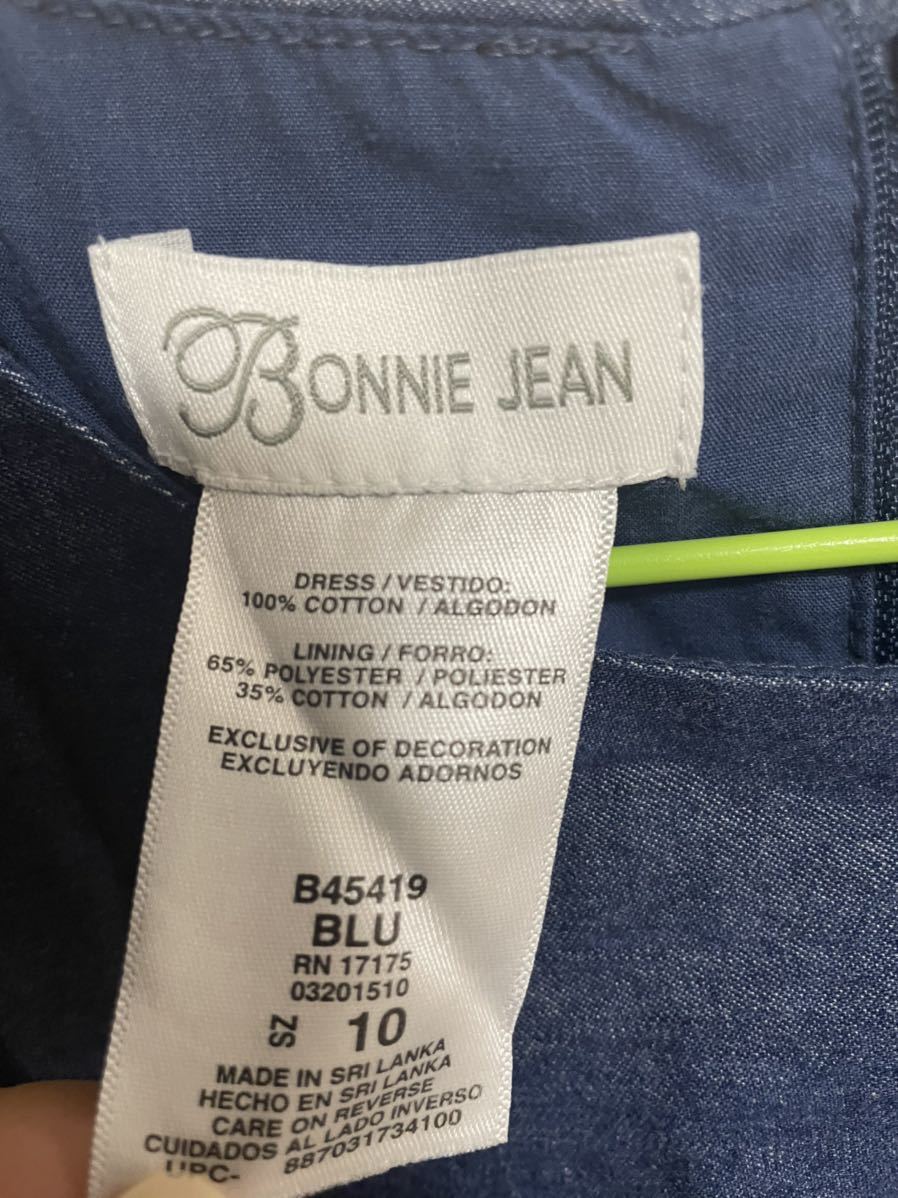 BONNIE JEAN
DRESS / VESTIDO:
100% COTTON / ALGODON
LINING / FORRO:
65% POLYESTER / POLIESTER
35% COTTON / ALGODON
EXCLUSIVE OF DECORATION
EXCLUYENDO ADORNOS
B45419
BLU
RN 17175
03201510
ZS 10
MADE IN SRI LANKA
HECHO EN SRI LANKA
CARE ON REVERSE
CUIDADOS AL LADO INVERSO
UPC- 887031734100